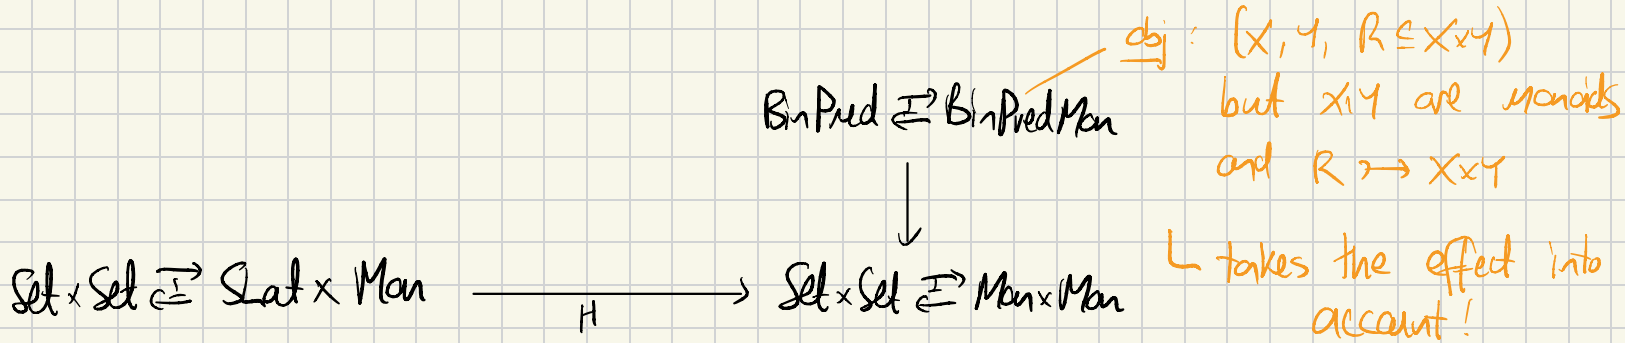 obj : (X, Y, R ⊆ X×Y)
BinPred ⇄ BinPredMon
but X, Y are monoids
and R ↣ X×Y
↳ takes the effect into
account!
Set × Set ⇄ SLat × Mon
H
Set × Set ⇄ Mon × Mon